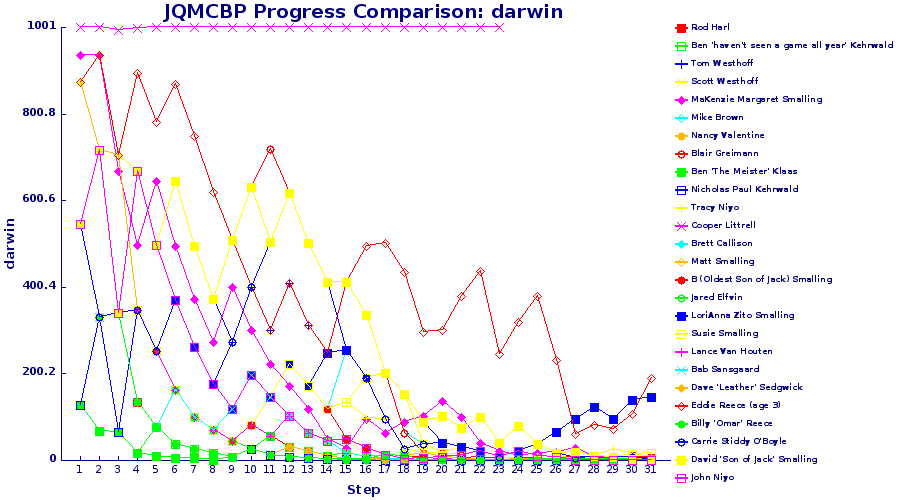 JQMCBP Progress Comparison: darwin
1001
800.8
600.6
400.4
200.2
0
darwin
1 2 3 4 5 6 7 8 9 10 11 12 13 14 15 16 17 18 19 20 21 22 23 24 25 26 27 28 29 30 31
Step
Rod Harl
Ben 'haven't seen a game all year' Kehrwald
Tom Westhoff
Scott Westhoff
MaKenzie Margaret Smalling
Mike Brown
Nancy Valentine
Blair Greimann
Ben 'The Meister' Klaas
Nicholas Paul Kehrwald
Tracy Niyo
Cooper Littrell
Brett Callison
Matt Smalling
B (Oldest Son of Jack) Smalling
Jared Elfvin
LoriAnna Zito Smalling
Susie Smalling
Lance Van Houten
Bab Sansgaard
Dave 'Leather' Sedgwick
Eddie Reece (age 3)
Billy 'Omar' Reece
Carrie Stiddy O'Boyle
David 'Son of Jack' Smalling
John Niyo